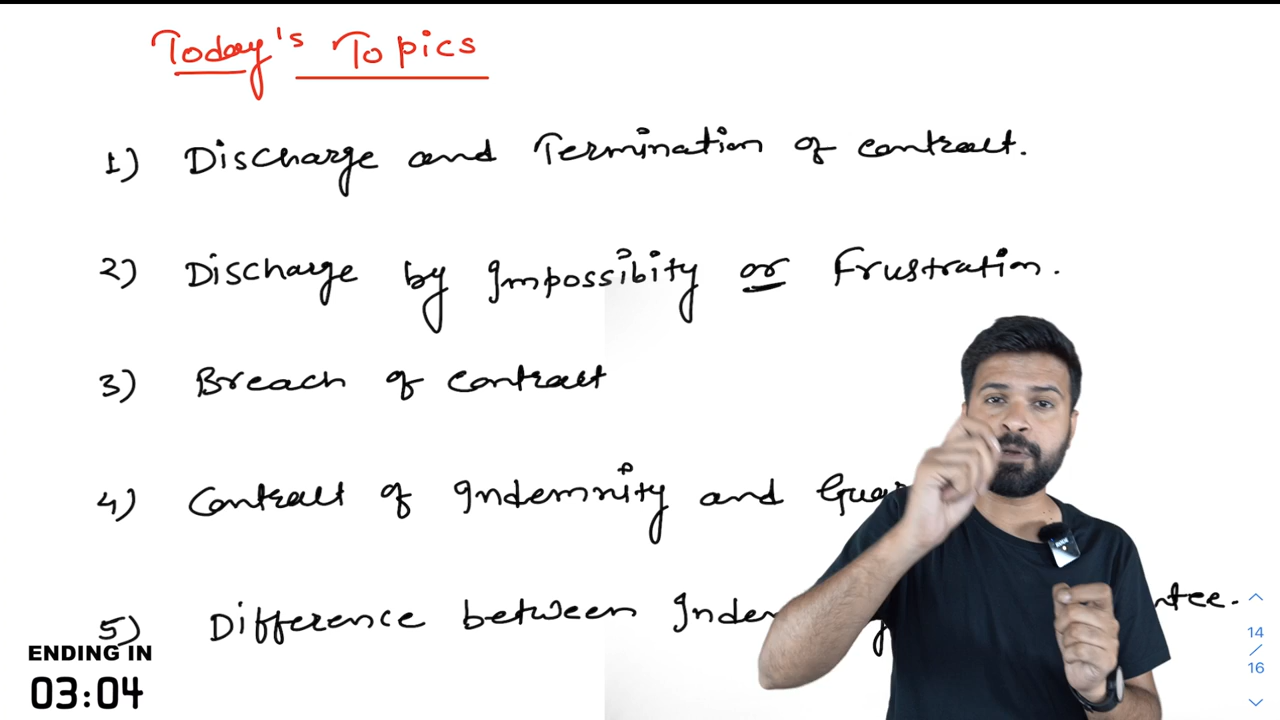 Today's Topics
1) Discharge and Termination of contract.
2) Discharge by Impossibity or Frustration.
3) Breach of contract
4) Contract of Indemnity and
5) Difference between
ENDING IN
03:04
14
/
16